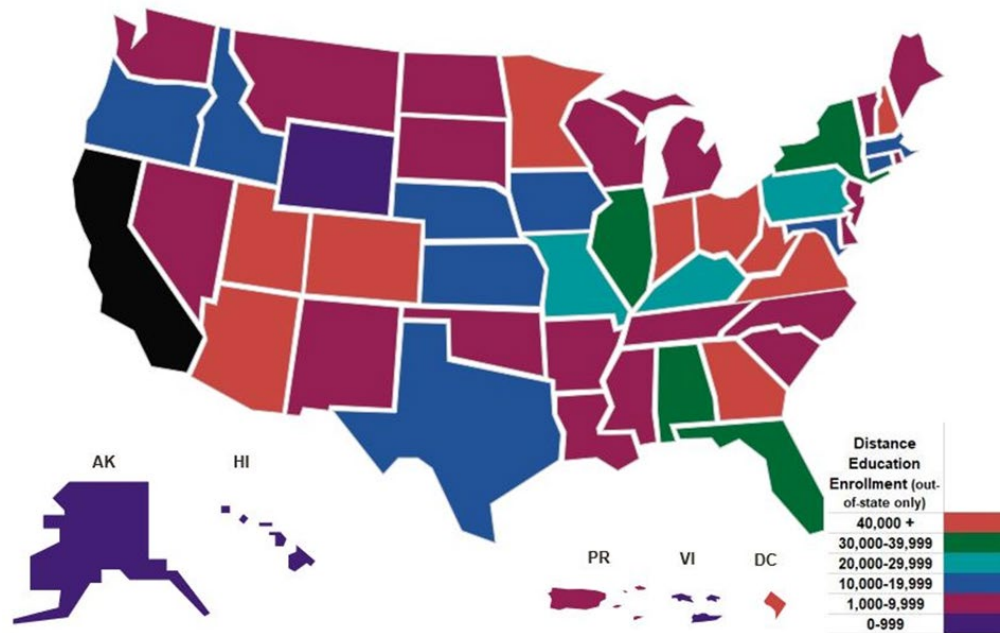 AK
HI
PR
VI
DC
Distance
Education
Enrollment (out-
of-state only)
40,000 +
30,000-39,999
20,000-29,999
10,000-19,999
1,000-9,999
0-999